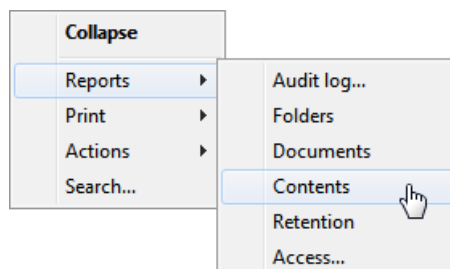 Collapse
Reports
Print
Actions
Search...
Audit log...
Folders
Documents
Contents
Retention
Access...